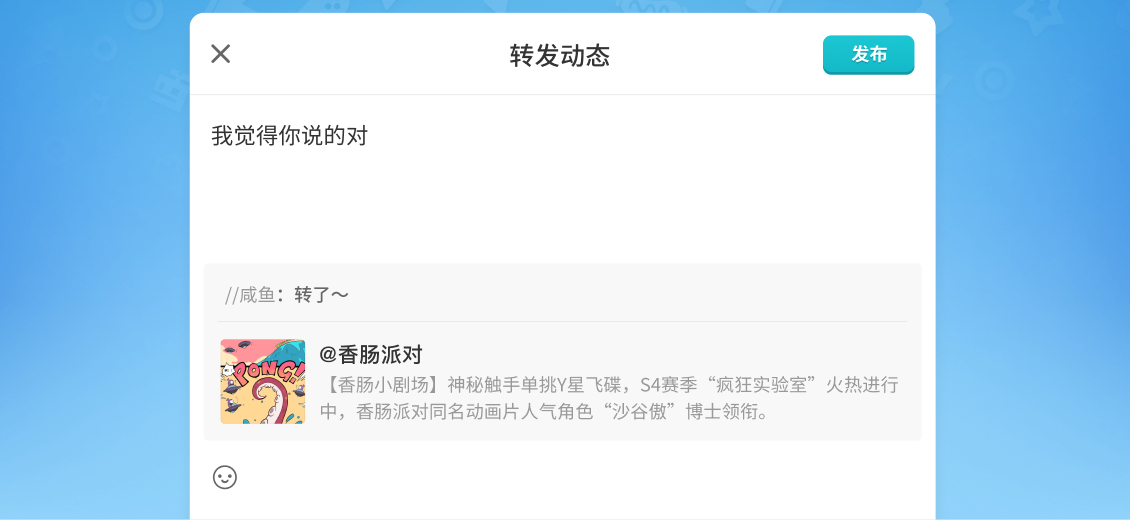 转发动态
发布
我觉得你说的对
//咸鱼：转了～
PONG!
@香肠派对
【香肠小剧场】神秘触手单挑Y星飞碟，S4赛季“疯狂实验室”火热进行
中，香肠派对同名动画片人气角色“沙谷傲”博士领衔。